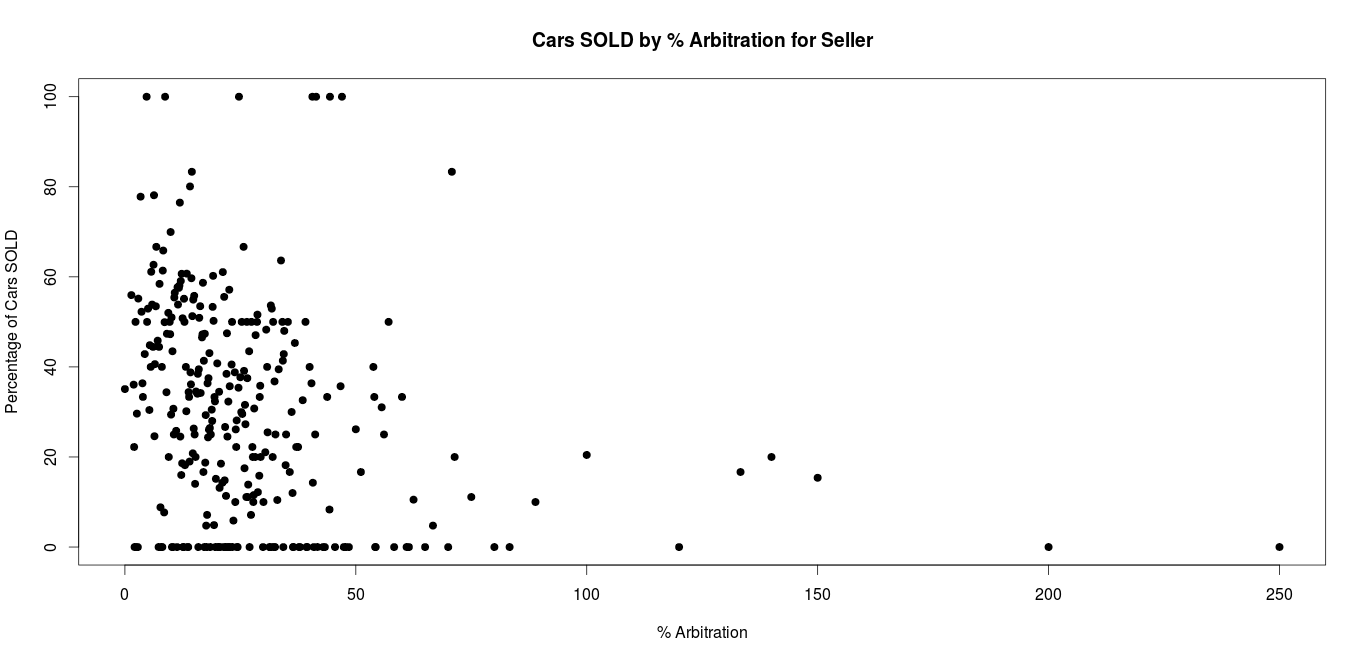 Cars SOLD by % Arbitration for Seller
Percentage of Cars SOLD
100
80
60
40
20
0
0 50 100 150 200 250
% Arbitration